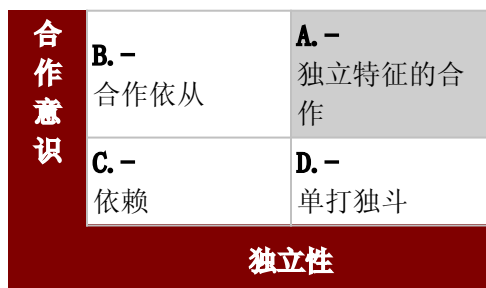 合作意识
B.-
合作依从
A.-
独立特征的合
作
C.-
依赖
D.-
单打独斗
独立性